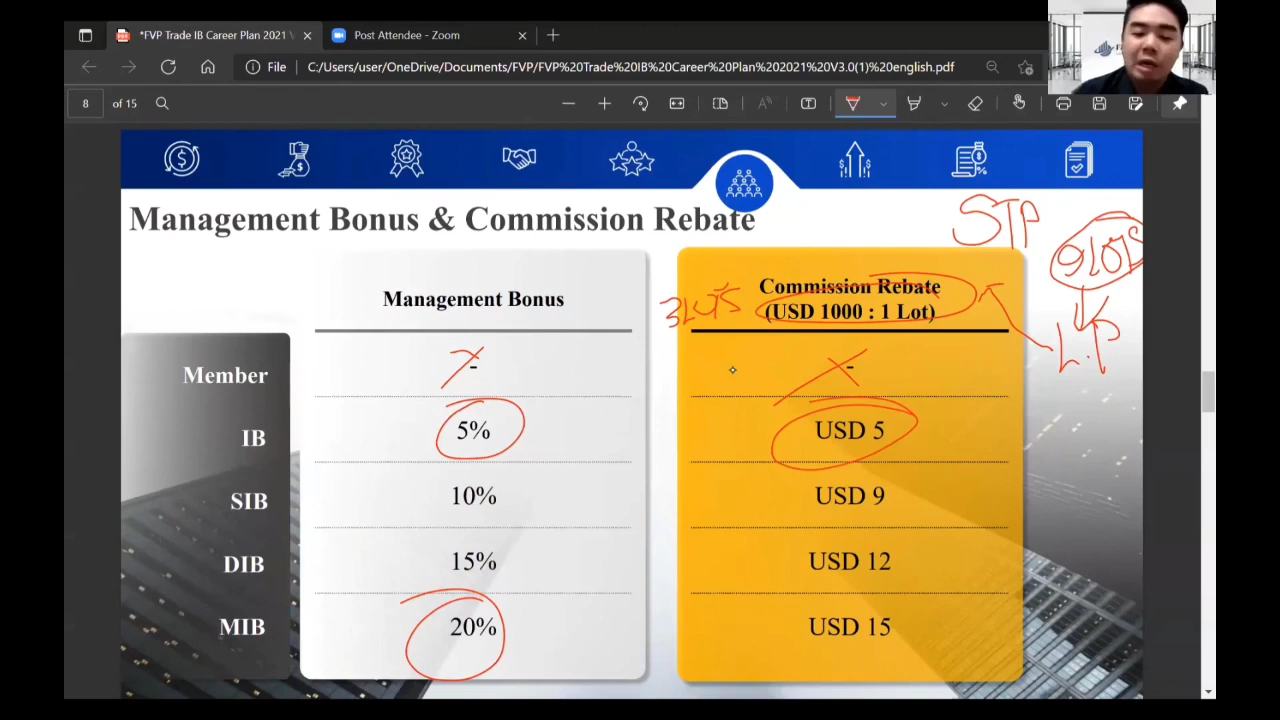 *FVP Trade IB Career Plan 2021 V
Post Attendee - Zoom
File
C:/Users/user/OneDrive/Documents/FVP/FVP%20Trade%20IB%20Career%20Plan%202021%20V3.0(1)%20english.pdf
8 of 15
Management Bonus & Commission Rebate
STP
Management Bonus
Commission Rebate
(USD 1000 : 1 Lot)
3LOTS
L.P
Member - -
IB 5% USD 5
SIB 10% USD 9
DIB 15% USD 12
MIB 20% USD 15